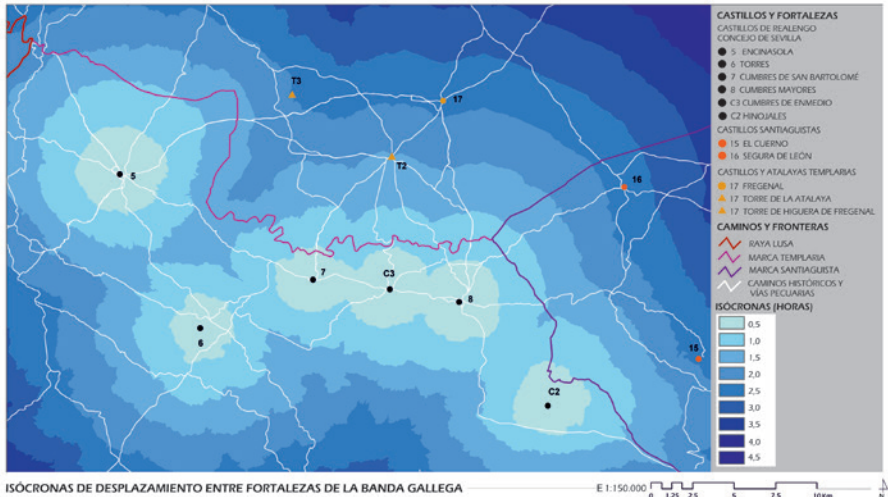 CASTILLOS Y FORTALEZAS
CASTILLOS DE REALENGO
CONCEJO DE SEVILLA
5 ENCINASOLA
6 TORRES
7 CUMBRES DE SAN BARTOLOMÉ
8 CUMBRES MAYORES
C3 CUMBRES DE ENMEDIO
C2 HINOJALES
CASTILLOS SANTIAGUISTAS
15 EL CUERNO
16 SEGURA DE LEÓN
CASTILLOS Y ATALAYAS TEMPLARIAS
17 FREGENAL
17 TORRE DE LA ATALAYA
17 TORRE DE HIGUERA DE FREGENAL
CAMINOS Y FRONTERAS
RAYA LUSA
MARCA TEMPLARIA
MARCA SANTIAGUISTA
CAMINOS HISTÓRICOS Y
VÍAS PECUARIAS
ISÓCRONAS (HORAS)
0,5
1,0
1,5
2,0
2,5
3,0
3,5
4,0
4,5
T3
17
T2
5
16
7
C3
8
6
15
C2
ISÓCRONAS DE DESPLAZAMIENTO ENTRE FORTALEZAS DE LA BANDA GALLEGA
E 1:150.000
0 1.25 2.5 5 7.5 10 Km